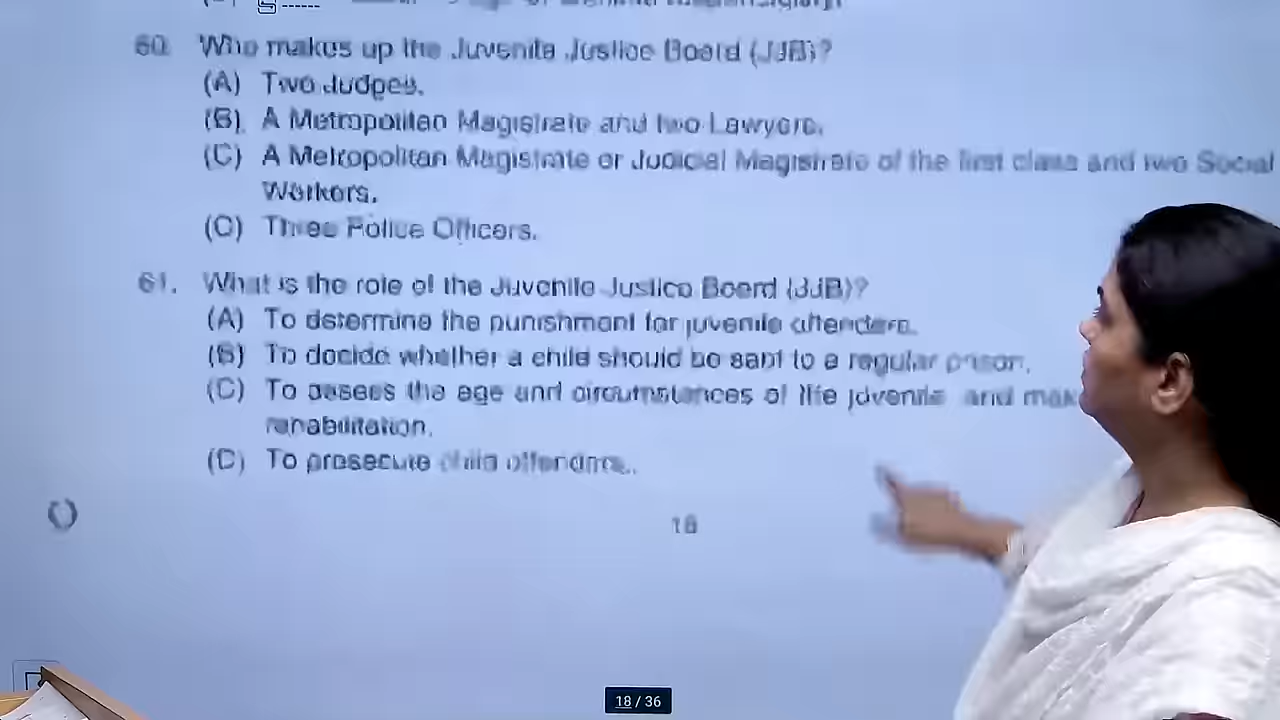 60. Who makes up the Juvenile Justice Board (JJB)?
(A) Two Judges.
(B) A Metropolitan Magistrate and two Lawyers.
(C) A Metropolitan Magistrate or Judicial Magistrate of the first class and two Social
Workers.
(D) Three Police Officers.
61. What is the role of the Juvenile Justice Board (JJB)?
(A) To determine the punishment for juvenile offenders.
(B) To decide whether a child should be sent to a regular prison.
(C) To assess the age and circumstances of the juvenile and mak
rehabilitation.
(D) To prosecute child offenders.
18
18 / 36